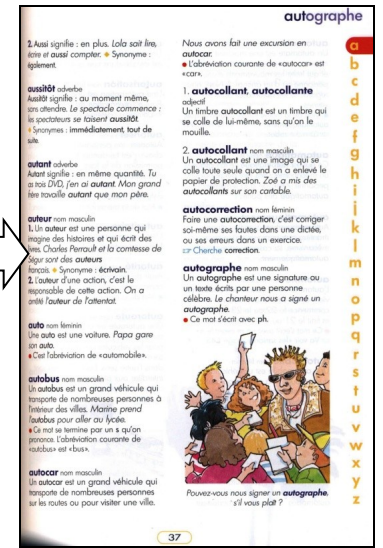 autographe
2. Aussi signifie : en plus. Lola sait lire,
écrire et aussi compter. ◆ Synonyme :
également.
aussitôt adverbe
Aussitôt signifie : au moment même,
sans attendre. Le spectacle commence :
les spectateurs se taisent aussitôt.
◆ Synonymes : immédiatement, tout de
suite.
autant adverbe
Autant signifie : en même quantité. Tu
as trois DVD, j'en ai autant. Mon grand
frère travaille autant que mon père.
auteur nom masculin
1. Un auteur est une personne qui
imagine des histoires et qui écrit des
livres. Charles Perrault et la comtesse de
Ségur sont des auteurs
français. ◆ Synonyme : écrivain.
2. L'auteur d'une action, c'est le
responsable de cette action. On a
arrêté l'auteur de l'attentat.
auto nom féminin
Une auto est une voiture. Papa gare
son auto.
● C'est l'abréviation de «automobile».
autobus nom masculin
Un autobus est un grand véhicule qui
transporte de nombreuses personnes à
l'intérieur des villes. Marine prend
l'autobus pour aller au lycée.
● Ce mot se termine par un s qu'on
prononce. L'abréviation courante de
«autobus» est «bus».
autocar nom masculin
Un autocar est un grand véhicule qui
transporte de nombreuses personnes
sur les routes ou pour visiter une ville.
Nous avons fait une excursion en
autocar.
● L'abréviation courante de «autocar» est
«car».
1. autocollant, autocollante
adjectif
Un timbre autocollant est un timbre qui
se colle de lui-même, sans qu'on le
mouille.
2. autocollant nom masculin
Un autocollant est une image qui se
colle toute seule quand on a enlevé le
papier de protection. Zoé a mis des
autocollants sur son cartable.
autocorrection nom féminin
Faire une autocorrection, c'est corriger
soi-même ses fautes dans une dictée,
ou ses erreurs dans un exercice.
☞ Cherche correction.
autographe nom masculin
Un autographe est une signature ou
un texte écrits par une personne
célèbre. Le chanteur nous a signé un
autographe.
● Ce mot s'écrit avec ph.
Pouvez-vous nous signer un autographe,
s'il vous plaît ?
a
b
c
d
e
f
g
h
i
j
k
l
m
n
o
p
q
r
s
t
u
v
w
x
y
z
37